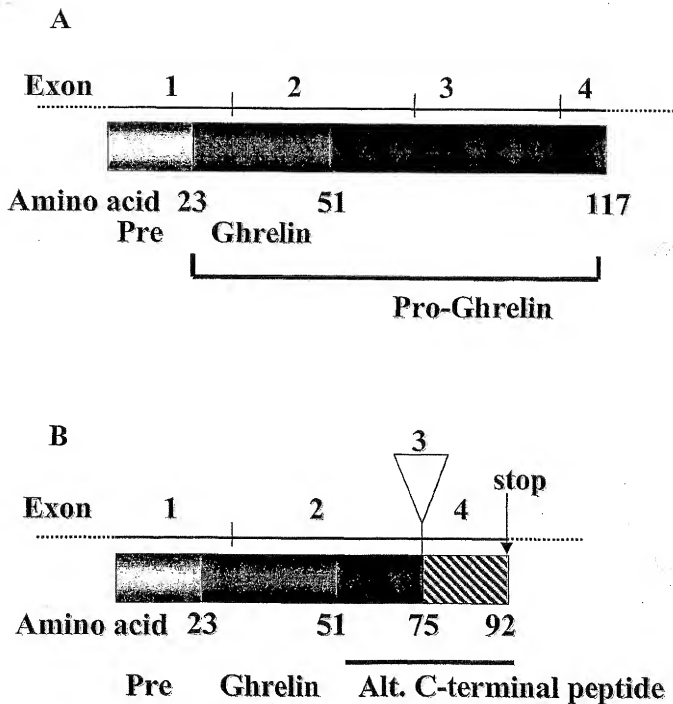 A
Exon 1 2 3 4
Amino acid 23 51 117
Pre Ghrelin
Pro-Ghrelin
B
3
stop
Exon 1 2 4
Amino acid 23 51 75 92
Pre Ghrelin Alt. C-terminal peptide